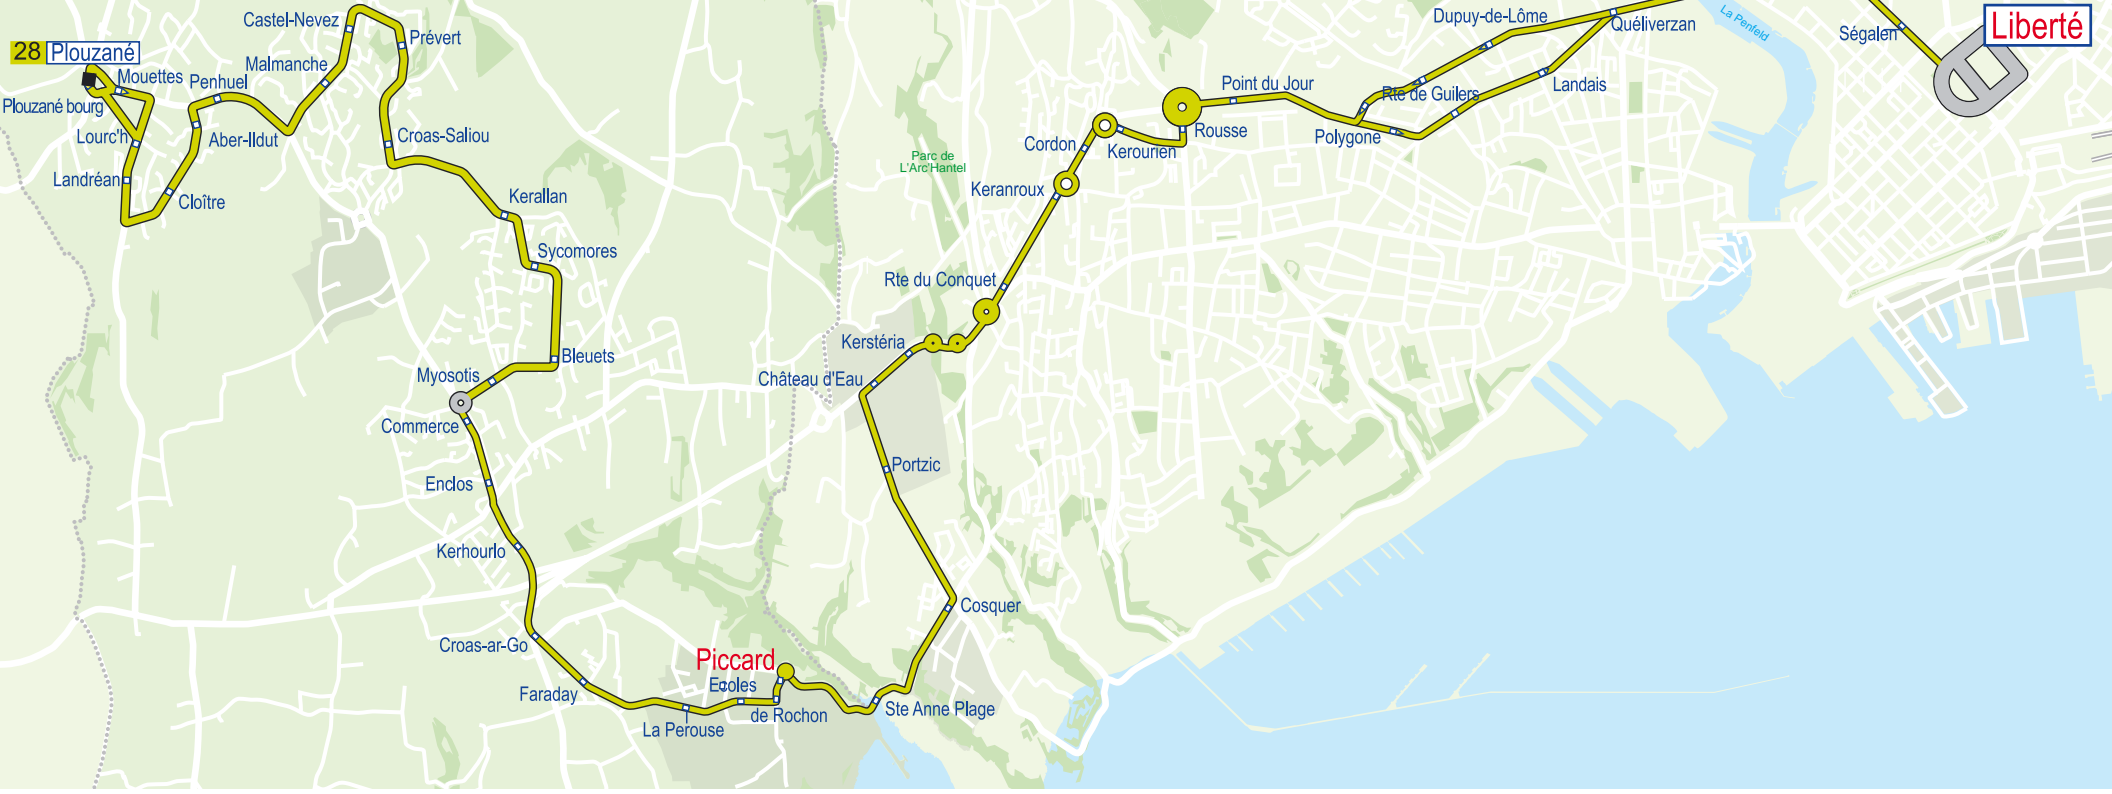 28 Plouzané
Plouzané bourg
Mouettes
Lourc'h
Landréan
Cloître
Aber-Ildut
Penhuel
Malmanche
Castel-Nevez
Prévert
Croas-Saliou
Kerallan
Sycomores
Bleuets
Myosotis
Commerce
Enclos
Kerhourlo
Croas-ar-Go
Faraday
La Perouse
Ecoles
de Rochon
Piccard
Ste Anne Plage
Cosquer
Portzic
Château d'Eau
Kerstéria
Rte du Conquet
Keranroux
Cordon
Kerourien
Rousse
Point du Jour
Polygone
Rte de Guilers
Landais
Dupuy-de-Lôme
Quéliverzan
Ségalen
Liberté
Parc de
L'Arc'Hantel
La Penfeld